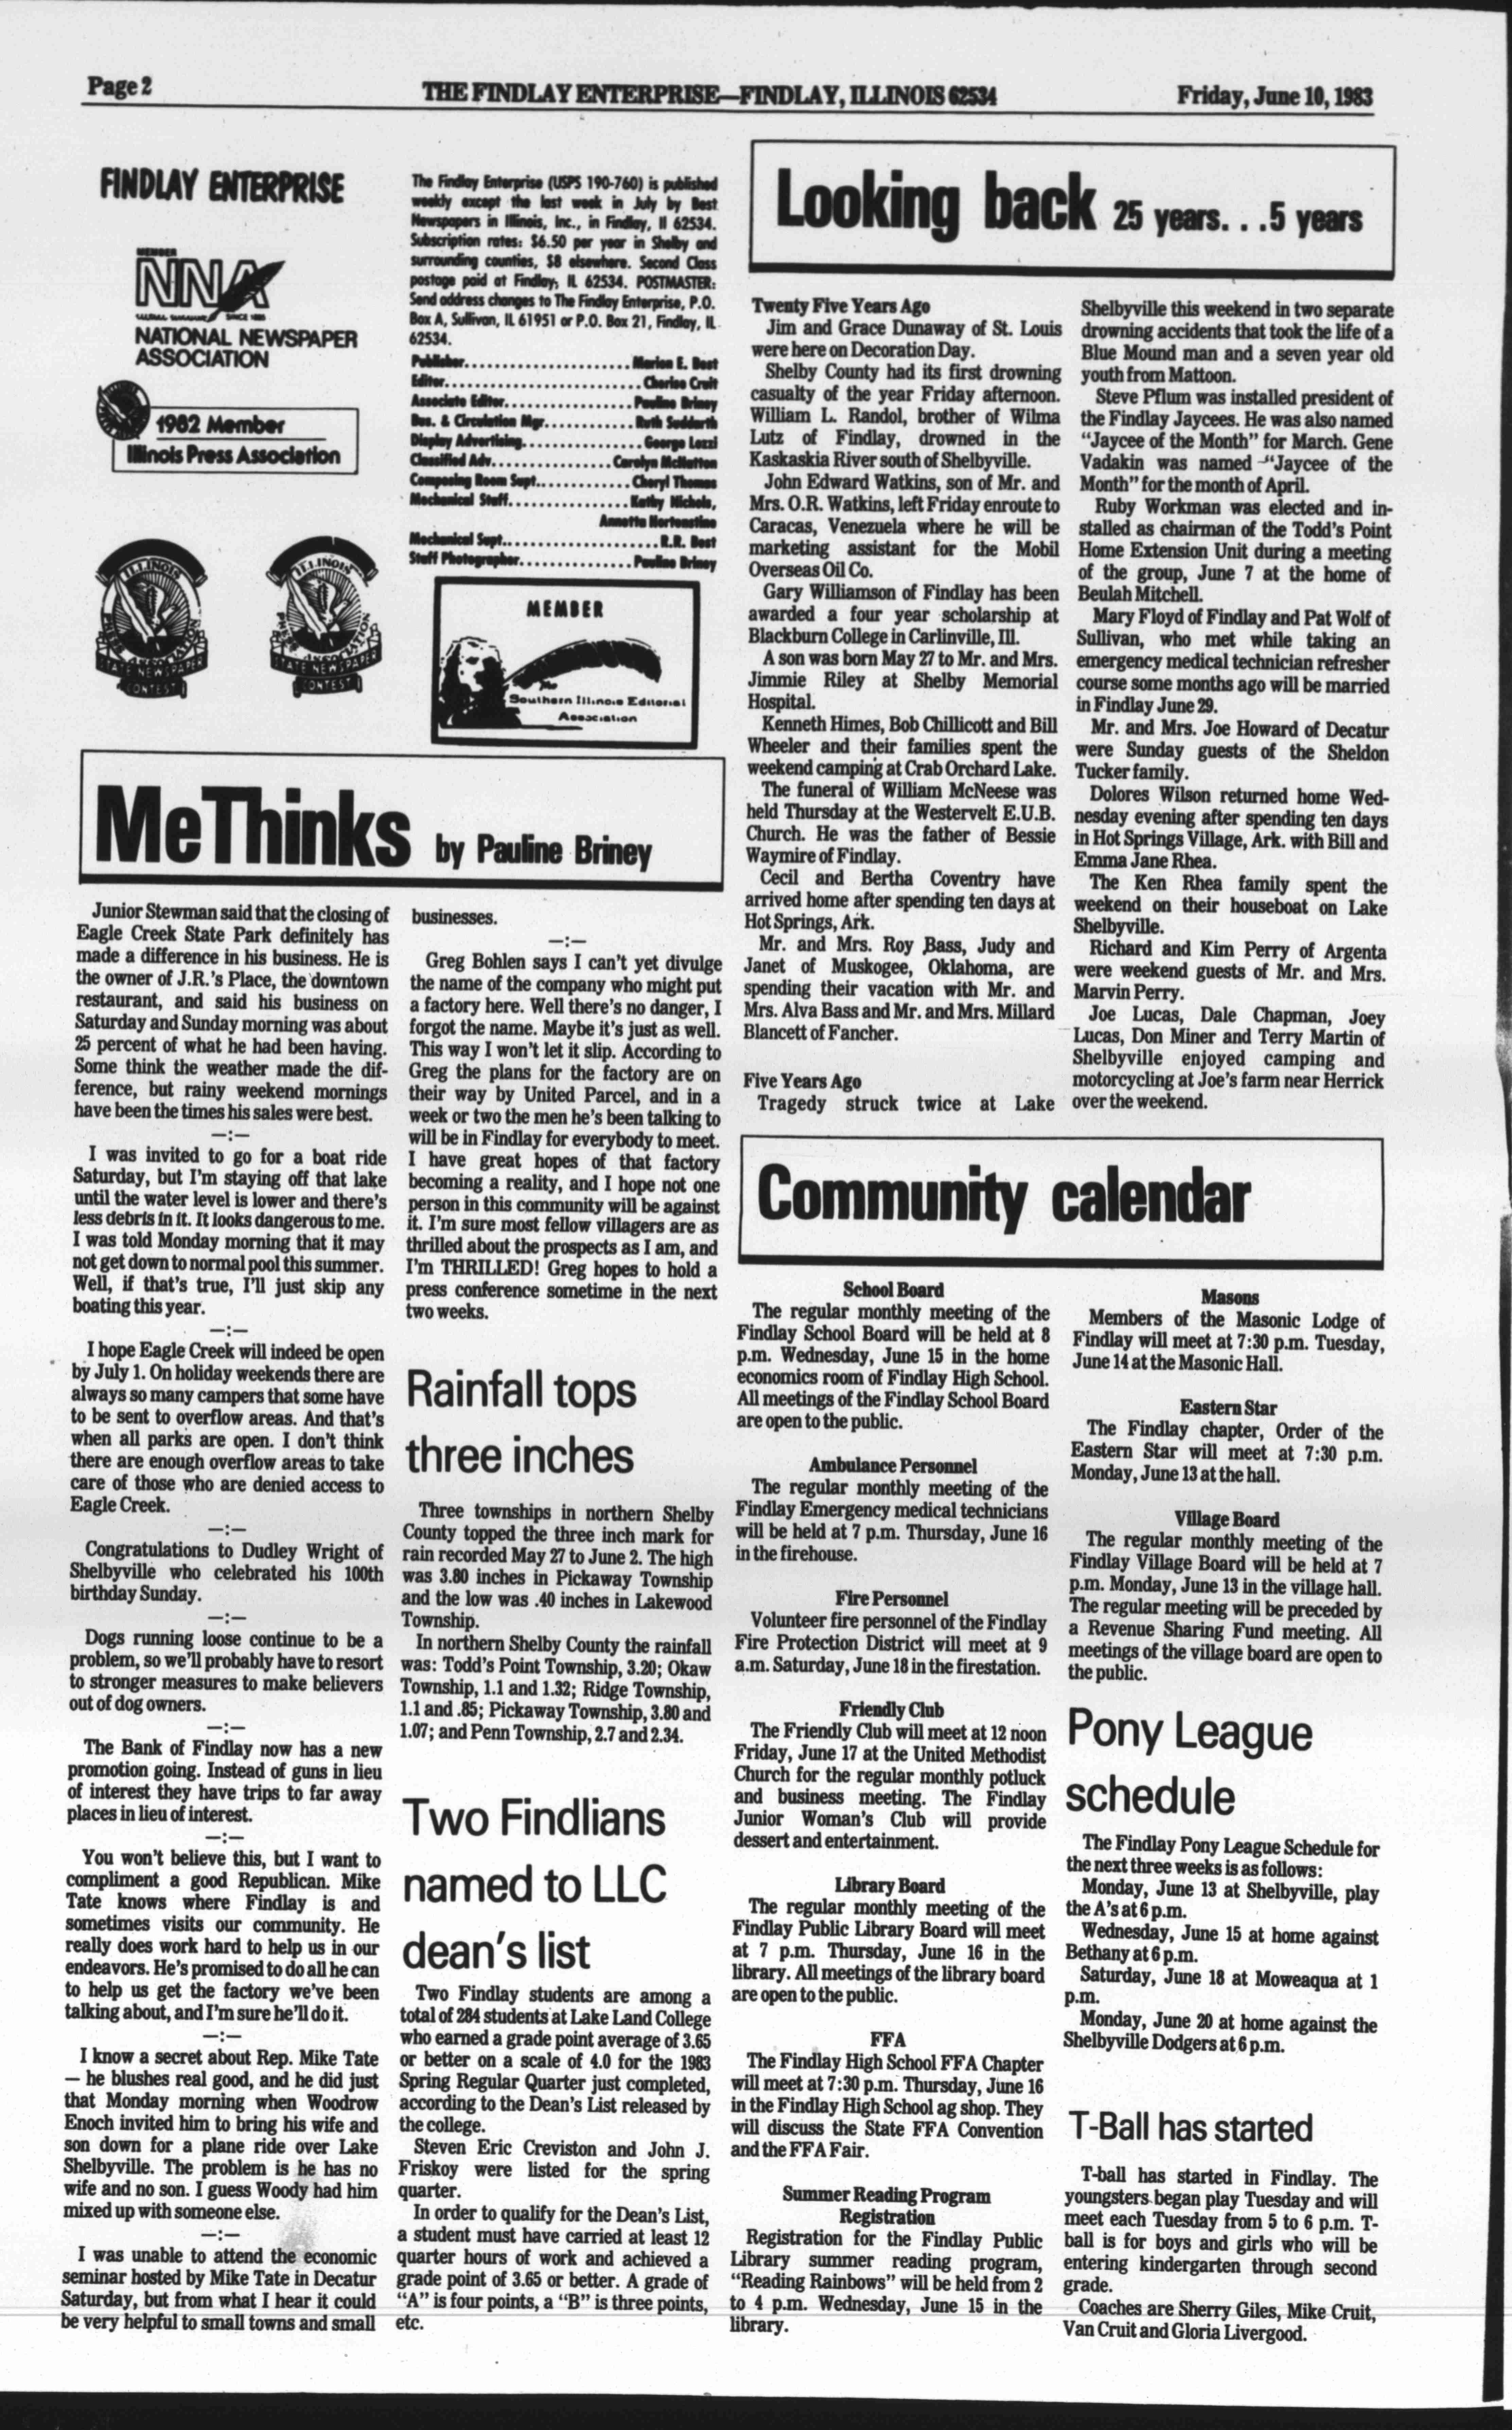 Page 2
THE FINDLAY ENTERPRISE—FINDLAY, ILLINOIS 62534
Friday, June 10, 1983
FINDLAY ENTERPRISE
MEMBER
NNA
SINCE 1885
NATIONAL NEWSPAPER
ASSOCIATION
1982 Member
Illinois Press Association
ILLINOIS
PRESS ASSOCIATION
STATE NEWSPAPER
CONTEST
ILLINOIS
PRESS ASSOCIATION
STATE NEWSPAPER
CONTEST
The Findlay Enterprise (USPS 190-760) is published
weekly except the last week in July by Best
Newspapers in Illinois, Inc., in Findlay, Il 62534.
Subscription rates: $6.50 per year in Shelby and
surrounding counties, $8 elsewhere. Second Class
postage paid at Findlay, IL 62534. POSTMASTER:
Send address changes to The Findlay Enterprise, P.O.
Box A, Sullivan, IL 61951 or P.O. Box 21, Findlay, IL
62534.
Publisher.......................Marion E. Best
Editor...........................Charlee Cruit
Associate Editor................Pauline Briney
Bus. & Circulation Mgr............Ruth Suddarth
Display Advertising................George Lezzi
Classified Adv................Carolyn McNutton
Composing Room Supt.............Cheryl Thomas
Mechanical Staff.................Kathy Nichols,
Annetta Hortenstine
Mechanical Supt.....................R.R. Best
Staff Photographer...............Pauline Briney
MEMBER
The
Southern Illinois Editorial
Association
MeThinks by Pauline Briney
Junior Stewman said that the closing of
Eagle Creek State Park definitely has
made a difference in his business. He is
the owner of J.R.'s Place, the downtown
restaurant, and said his business on
Saturday and Sunday morning was about
25 percent of what he had been having.
Some think the weather made the dif-
ference, but rainy weekend mornings
have been the times his sales were best.
—:—
I was invited to go for a boat ride
Saturday, but I'm staying off that lake
until the water level is lower and there's
less debris in it. It looks dangerous to me.
I was told Monday morning that it may
not get down to normal pool this summer.
Well, if that's true, I'll just skip any
boating this year.
—:—
I hope Eagle Creek will indeed be open
by July 1. On holiday weekends there are
always so many campers that some have
to be sent to overflow areas. And that's
when all parks are open. I don't think
there are enough overflow areas to take
care of those who are denied access to
Eagle Creek.
—:—
Congratulations to Dudley Wright of
Shelbyville who celebrated his 100th
birthday Sunday.
—:—
Dogs running loose continue to be a
problem, so we'll probably have to resort
to stronger measures to make believers
out of dog owners.
—:—
The Bank of Findlay now has a new
promotion going. Instead of guns in lieu
of interest they have trips to far away
places in lieu of interest.
—:—
You won't believe this, but I want to
compliment a good Republican. Mike
Tate knows where Findlay is and
sometimes visits our community. He
really does work hard to help us in our
endeavors. He's promised to do all he can
to help us get the factory we've been
talking about, and I'm sure he'll do it.
—:—
I know a secret about Rep. Mike Tate
— he blushes real good, and he did just
that Monday morning when Woodrow
Enoch invited him to bring his wife and
son down for a plane ride over Lake
Shelbyville. The problem is he has no
wife and no son. I guess Woody had him
mixed up with someone else.
—:—
I was unable to attend the economic
seminar hosted by Mike Tate in Decatur
Saturday, but from what I hear it could
be very helpful to small towns and small
businesses.
—:—
Greg Bohlen says I can't yet divulge
the name of the company who might put
a factory here. Well there's no danger, I
forgot the name. Maybe it's just as well.
This way I won't let it slip. According to
Greg the plans for the factory are on
their way by United Parcel, and in a
week or two the men he's been talking to
will be in Findlay for everybody to meet.
I have great hopes of that factory
becoming a reality, and I hope not one
person in this community will be against
it. I'm sure most fellow villagers are as
thrilled about the prospects as I am, and
I'm THRILLED! Greg hopes to hold a
press conference sometime in the next
two weeks.
Rainfall tops
three inches
Three townships in northern Shelby
County topped the three inch mark for
rain recorded May 27 to June 2. The high
was 3.80 inches in Pickaway Township
and the low was .40 inches in Lakewood
Township.
In northern Shelby County the rainfall
was: Todd's Point Township, 3.20; Okaw
Township, 1.1 and 1.32; Ridge Township,
1.1 and .85; Pickaway Township, 3.80 and
1.07; and Penn Township, 2.7 and 2.34.
Two Findlians
named to LLC
dean's list
Two Findlay students are among a
total of 284 students at Lake Land College
who earned a grade point average of 3.65
or better on a scale of 4.0 for the 1983
Spring Regular Quarter just completed,
according to the Dean's List released by
the college.
Steven Eric Creviston and John J.
Friskoy were listed for the spring
quarter.
In order to qualify for the Dean's List,
a student must have carried at least 12
quarter hours of work and achieved a
grade point of 3.65 or better. A grade of
"A" is four points, a "B" is three points,
etc.
Looking back 25 years. . .5 years
Twenty Five Years Ago
Jim and Grace Dunaway of St. Louis
were here on Decoration Day.
Shelby County had its first drowning
casualty of the year Friday afternoon.
William L. Randol, brother of Wilma
Lutz of Findlay, drowned in the
Kaskaskia River south of Shelbyville.
John Edward Watkins, son of Mr. and
Mrs. O.R. Watkins, left Friday enroute to
Caracas, Venezuela where he will be
marketing assistant for the Mobil
Overseas Oil Co.
Gary Williamson of Findlay has been
awarded a four year scholarship at
Blackburn College in Carlinville, Ill.
A son was born May 27 to Mr. and Mrs.
Jimmie Riley at Shelby Memorial
Hospital.
Kenneth Himes, Bob Chillicott and Bill
Wheeler and their families spent the
weekend camping at Crab Orchard Lake.
The funeral of William McNeese was
held Thursday at the Westervelt E.U.B.
Church. He was the father of Bessie
Waymire of Findlay.
Cecil and Bertha Coventry have
arrived home after spending ten days at
Hot Springs, Ark.
Mr. and Mrs. Roy Bass, Judy and
Janet of Muskogee, Oklahoma, are
spending their vacation with Mr. and
Mrs. Alva Bass and Mr. and Mrs. Millard
Blancett of Fancher.
Five Years Ago
Tragedy struck twice at Lake
Shelbyville this weekend in two separate
drowning accidents that took the life of a
Blue Mound man and a seven year old
youth from Mattoon.
Steve Pflum was installed president of
the Findlay Jaycees. He was also named
"Jaycee of the Month" for March. Gene
Vadakin was named "Jaycee of the
Month" for the month of April.
Ruby Workman was elected and in-
stalled as chairman of the Todd's Point
Home Extension Unit during a meeting
of the group, June 7 at the home of
Beulah Mitchell.
Mary Floyd of Findlay and Pat Wolf of
Sullivan, who met while taking an
emergency medical technician refresher
course some months ago will be married
in Findlay June 29.
Mr. and Mrs. Joe Howard of Decatur
were Sunday guests of the Sheldon
Tucker family.
Dolores Wilson returned home Wed-
nesday evening after spending ten days
in Hot Springs Village, Ark. with Bill and
Emma Jane Rhea.
The Ken Rhea family spent the
weekend on their houseboat on Lake
Shelbyville.
Richard and Kim Perry of Argenta
were weekend guests of Mr. and Mrs.
Marvin Perry.
Joe Lucas, Dale Chapman, Joey
Lucas, Don Miner and Terry Martin of
Shelbyville enjoyed camping and
motorcycling at Joe's farm near Herrick
over the weekend.
Community calendar
School Board
The regular monthly meeting of the
Findlay School Board will be held at 8
p.m. Wednesday, June 15 in the home
economics room of Findlay High School.
All meetings of the Findlay School Board
are open to the public.
Ambulance Personnel
The regular monthly meeting of the
Findlay Emergency medical technicians
will be held at 7 p.m. Thursday, June 16
in the firehouse.
Fire Personnel
Volunteer fire personnel of the Findlay
Fire Protection District will meet at 9
a.m. Saturday, June 18 in the firestation.
Friendly Club
The Friendly Club will meet at 12 noon
Friday, June 17 at the United Methodist
Church for the regular monthly potluck
and business meeting. The Findlay
Junior Woman's Club will provide
dessert and entertainment.
Library Board
The regular monthly meeting of the
Findlay Public Library Board will meet
at 7 p.m. Thursday, June 16 in the
library. All meetings of the library board
are open to the public.
FFA
The Findlay High School FFA Chapter
will meet at 7:30 p.m. Thursday, June 16
in the Findlay High School ag shop. They
will discuss the State FFA Convention
and the FFA Fair.
Summer Reading Program
Registration
Registration for the Findlay Public
Library summer reading program,
"Reading Rainbows" will be held from 2
to 4 p.m. Wednesday, June 15 in the
library.
Masons
Members of the Masonic Lodge of
Findlay will meet at 7:30 p.m. Tuesday,
June 14 at the Masonic Hall.
Eastern Star
The Findlay chapter, Order of the
Eastern Star will meet at 7:30 p.m.
Monday, June 13 at the hall.
Village Board
The regular monthly meeting of the
Findlay Village Board will be held at 7
p.m. Monday, June 13 in the village hall.
The regular meeting will be preceded by
a Revenue Sharing Fund meeting. All
meetings of the village board are open to
the public.
Pony League
schedule
The Findlay Pony League Schedule for
the next three weeks is as follows:
Monday, June 13 at Shelbyville, play
the A's at 6 p.m.
Wednesday, June 15 at home against
Bethany at 6 p.m.
Saturday, June 18 at Moweaqua at 1
p.m.
Monday, June 20 at home against the
Shelbyville Dodgers at 6 p.m.
T-Ball has started
T-ball has started in Findlay. The
youngsters began play Tuesday and will
meet each Tuesday from 5 to 6 p.m. T-
ball is for boys and girls who will be
entering kindergarten through second
grade.
Coaches are Sherry Giles, Mike Cruit,
Van Cruit and Gloria Livergood.